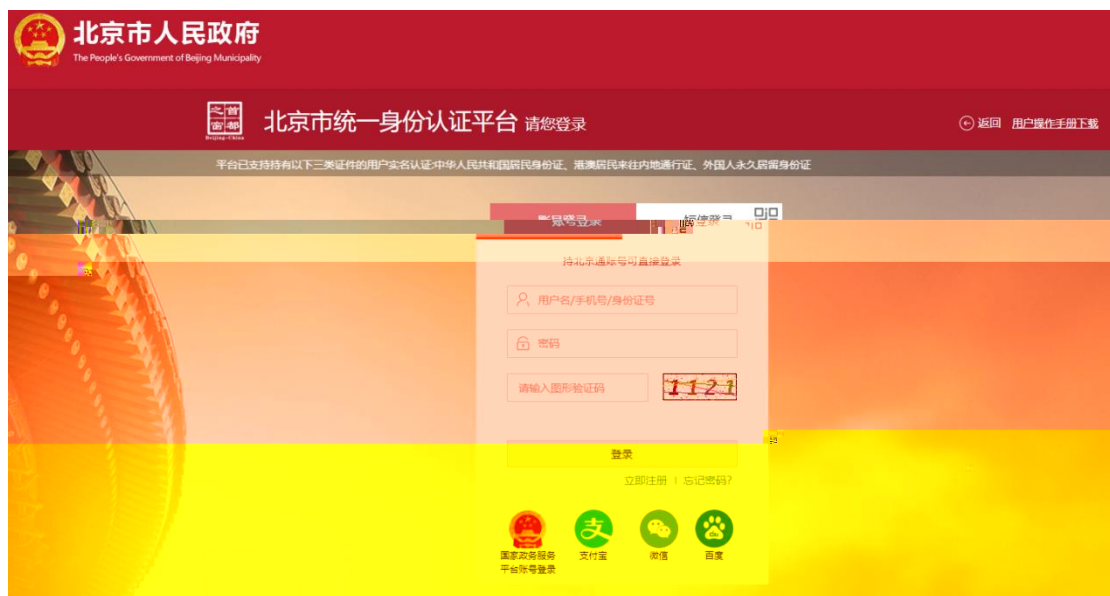 北京市人民政府
The People's Government of Beijing Municipality
首都之窗
Beijing-China
北京市统一身份认证平台 请您登录
返回 用户操作手册下载
平台已支持持有以下三类证件的用户实名认证:中华人民共和国居民身份证、港澳居民来往内地通行证、外国人永久居留身份证
账号登录 短信登录
持北京通账号可直接登录
用户名/手机号/身份证号
密码
请输入图形验证码 1121
登录
立即注册 | 忘记密码?
国家政务服务平台账号登录 支付宝 微信 百度